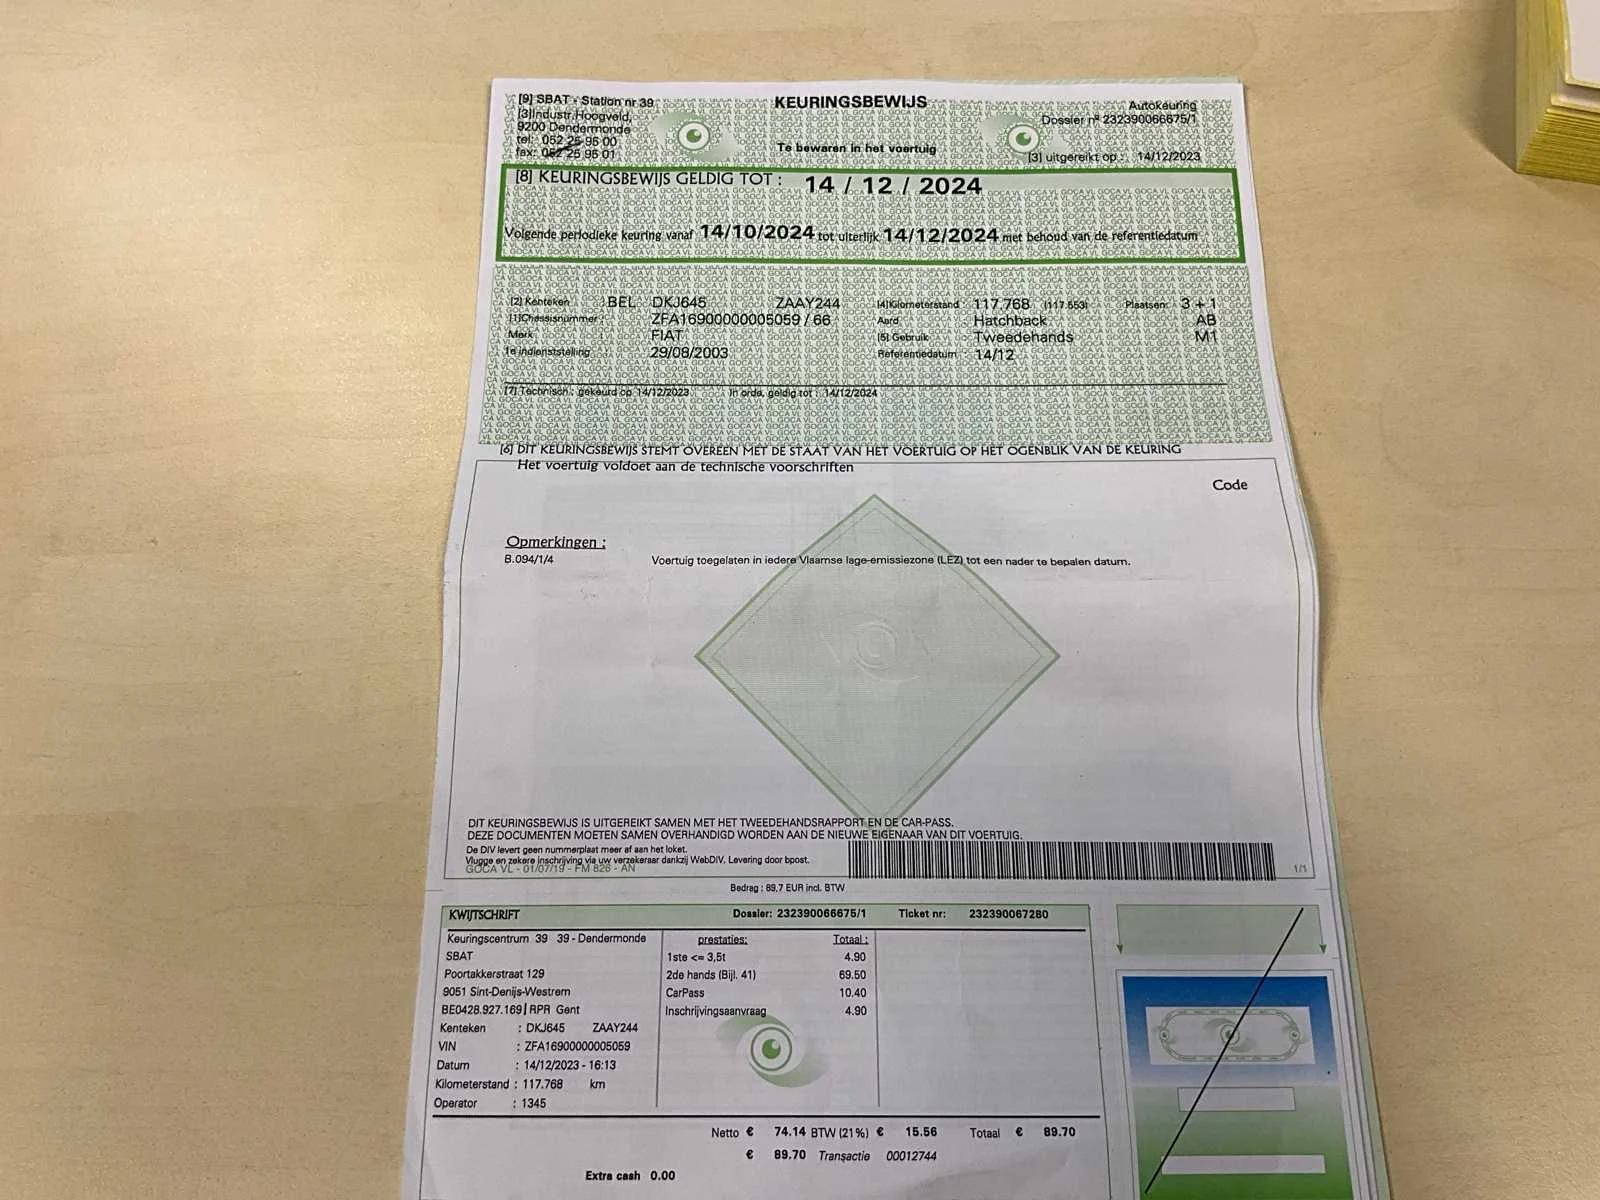 [9] SBAT - Station nr 39
[3]Industr.Hoogveld,
9200 Dendermonde
tel: 052 25 95 00
fax: 052 25 95 01
KEURINGSBEWIJS
Te bewaren in het voertuig
Autokeuring
Dossier nº 232390066675/1
[3] uitgereikt op : 14/12/2023
[8] KEURINGSBEWIJS GELDIG TOT : 14 / 12 / 2024
Volgende periodieke keuring vanaf 14/10/2024 tot uiterlijk 14/12/2024 met behoud van de referentiedatum
[2] Kenteken : BEL DKJ645 ZAAY244 [4]Kilometerstand : 117.768 (117.553) Plaatsen: 3 + 1
[1]Chassisnummer : ZFA16900000005059 / 66 Aard : Hatchback AB
Merk : FIAT [5] Gebruik : Tweedehands M1
1e indienststelling : 29/08/2003 Referentiedatum : 14/12
[7] Technisch : gekeurd op 14/12/2023 In orde, geldig tot : 14/12/2024
[6] DIT KEURINGSBEWIJS STEMT OVEREEN MET DE STAAT VAN HET VOERTUIG OP HET OGENBLIK VAN DE KEURING
Het voertuig voldoet aan de technische voorschriften
Code
Opmerkingen :
B.094/1/4 Voertuig toegelaten in iedere Vlaamse lage-emissiezone (LEZ) tot een nader te bepalen datum.
DIT KEURINGSBEWIJS IS UITGEREIKT SAMEN MET HET TWEEDEHANDSRAPPORT EN DE CAR-PASS.
DEZE DOCUMENTEN MOETEN SAMEN OVERHANDIGD WORDEN AAN DE NIEUWE EIGENAAR VAN DIT VOERTUIG.
De DIV levert geen nummerplaat meer af aan het loket.
Vlugge en zekere inschrijving via uw verzekeraar dankzij WebDIV. Levering door bpost.
GOCA VL - 01/07/19 - FM 826 - AN
1/1
Bedrag : 89,7 EUR incl. BTW
KWIJTSCHRIFT Dossier: 232390066675/1 Ticket nr: 232390067280
Keuringscentrum 39 39 - Dendermonde
SBAT
Poortakkerstraat 129
9051 Sint-Denijs-Westrem
BE0428.927.169| RPR Gent
Kenteken : DKJ645 ZAAY244
VIN : ZFA16900000005059
Datum : 14/12/2023 - 16:13
Kilometerstand : 117.768 km
Operator : 1345
prestaties: Totaal :
1ste <= 3,5t 4.90
2de hands (Bijl. 41) 69.50
CarPass 10.40
Inschrijvingsaanvraag 4.90
Netto € 74.14 BTW (21%) € 15.56 Totaal € 89.70
€ 89.70 Transactie 00012744
Extra cash 0.00